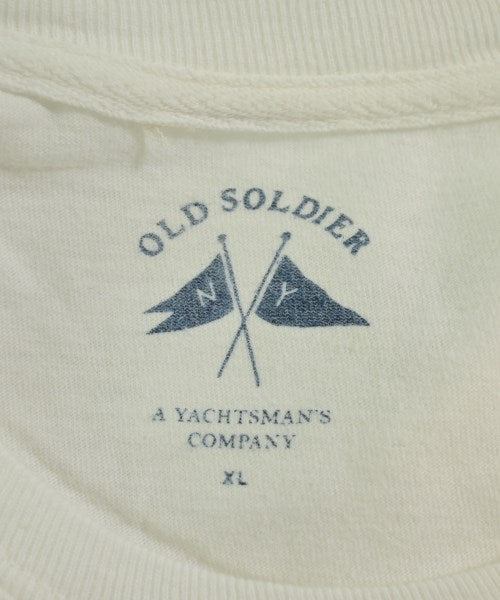 OLD SOLDIER
N Y
A YACHTSMAN'S
COMPANY
XL